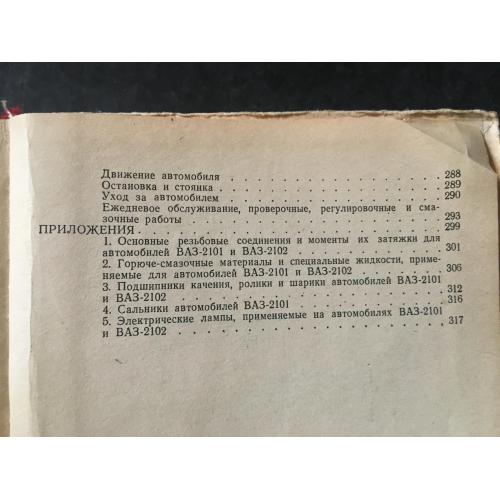 Движение автомобиля . . . . . . . . . . . . 288
Остановка и стоянка . . . . . . . . . . . . 289
Уход за автомобилем . . . . . . . . . . . . 290
Ежедневное обслуживание, проверочные, регулировочные и сма-
зочные работы . . . . . . . . . . . . 293
ПРИЛОЖЕНИЯ . . . . . . . . . . . . 299
1. Основные резьбовые соединения и моменты их затяжки для
автомобилей ВАЗ-2101 и ВАЗ-2102 . . . . . . . . 301
2. Горюче-смазочные материалы и специальные жидкости, приме-
няемые для автомобилей ВАЗ-2101 и ВАЗ-2102 . . . . . 306
3. Подшипники качения, ролики и шарики автомобилей ВАЗ-2101
и ВАЗ-2102 . . . . . . . . . . . . 312
4. Сальники автомобилей ВАЗ-2101 . . . . . . . . 316
5. Электрические лампы, применяемые на автомобилях ВАЗ-2101
и ВАЗ-2102 . . . . . . . . . . . . 317